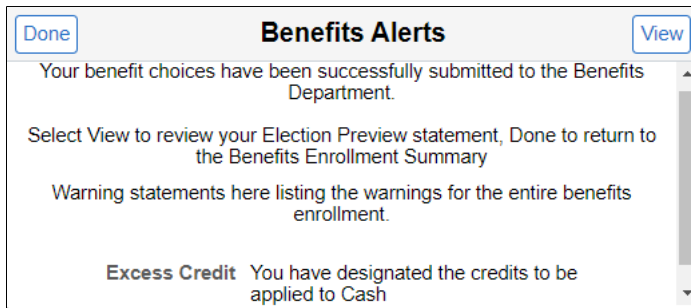 Done
Benefits Alerts
View
Your benefit choices have been successfully submitted to the Benefits
Department.
Select View to review your Election Preview statement, Done to return to
the Benefits Enrollment Summary
Warning statements here listing the warnings for the entire benefits
enrollment.
Excess Credit You have designated the credits to be
applied to Cash